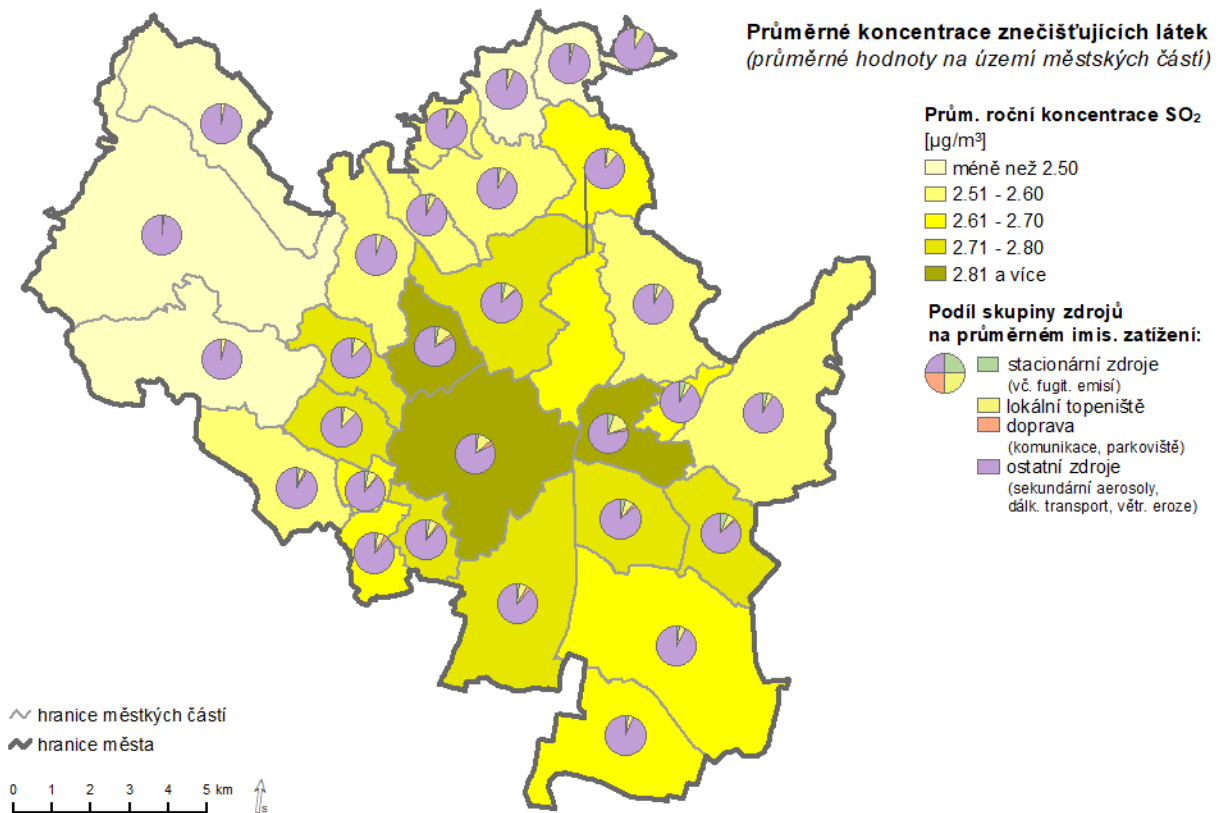 Průměrné koncentrace znečišťujících látek
(průměrné hodnoty na území městských částí)
Prům. roční koncentrace SO₂
[µg/m³]
méně než 2.50
2.51 - 2.60
2.61 - 2.70
2.71 - 2.80
2.81 a více
Podíl skupiny zdrojů
na průměrném imis. zatížení:
stacionární zdroje
(vč. fugit. emisí)
lokální topeniště
doprava
(komunikace, parkoviště)
ostatní zdroje
(sekundární aerosoly,
dálk. transport, větr. eroze)
hranice městkých částí
hranice města
0 1 2 3 4 5 km
s